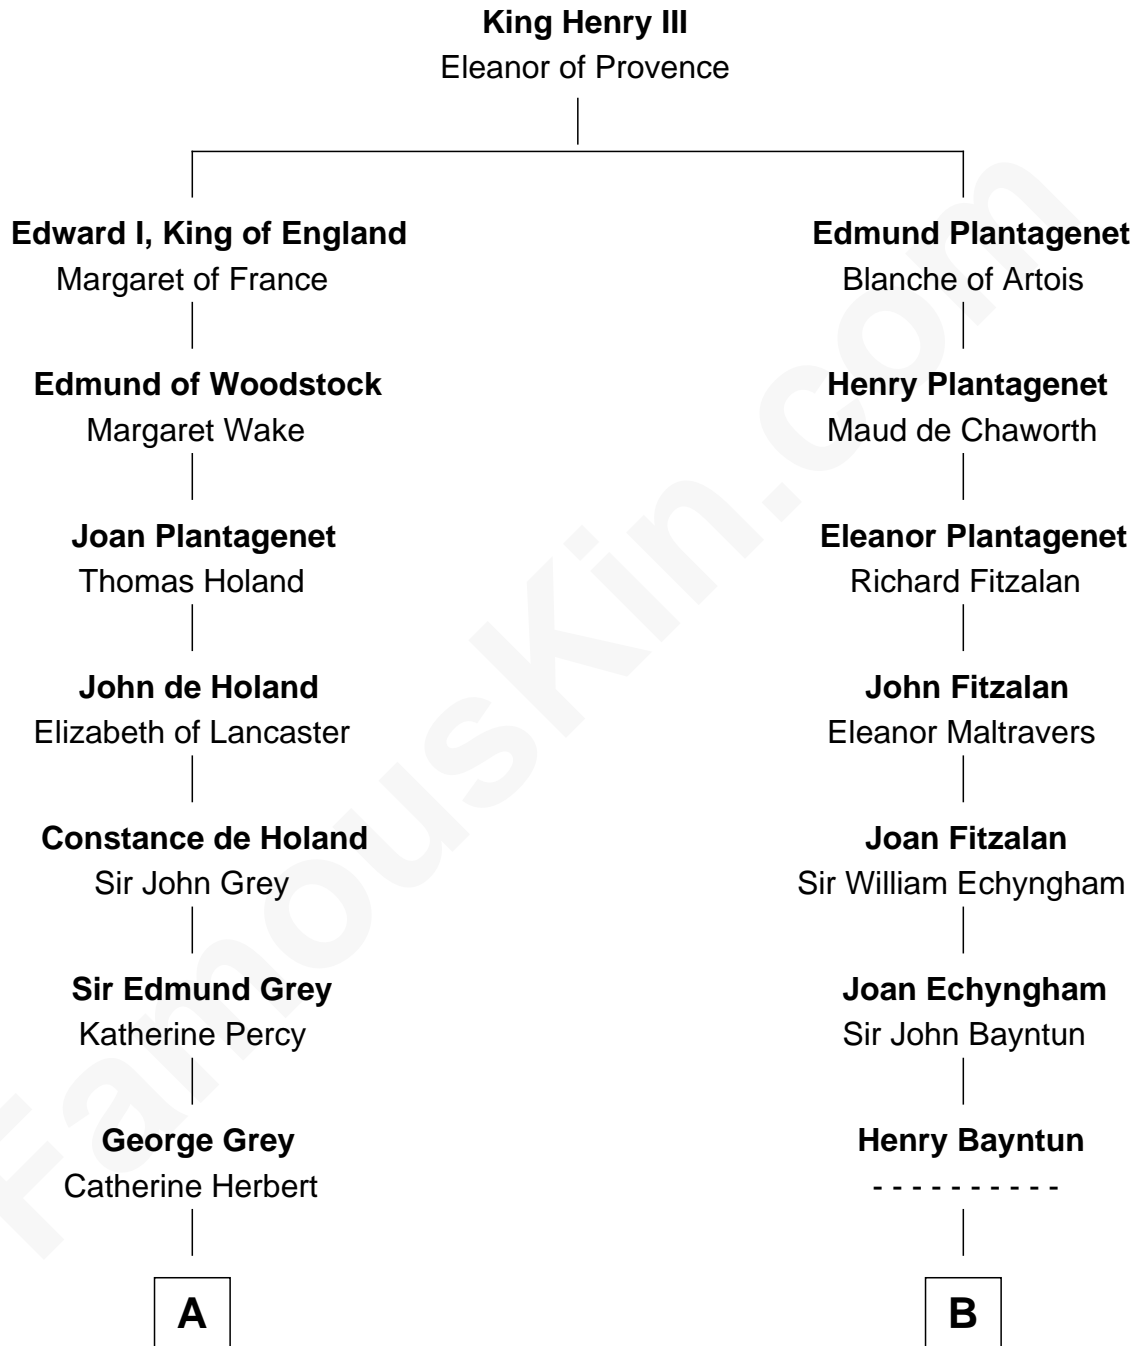 King Henry III
Eleanor of Provence
Edward I, King of England
Margaret of France
Edmund of Woodstock
Margaret Wake
Joan Plantagenet
Thomas Holand
John de Holand
Elizabeth of Lancaster
Constance de Holand
Sir John Grey
Sir Edmund Grey
Katherine Percy
George Grey
Catherine Herbert
A
Edmund Plantagenet
Blanche of Artois
Henry Plantagenet
Maud de Chaworth
Eleanor Plantagenet
Richard Fitzalan
John Fitzalan
Eleanor Maltravers
Joan Fitzalan
Sir William Echyngham
Joan Echyngham
Sir John Bayntun
Henry Bayntun
- - - - - - - - - -
B
FamousKin.com